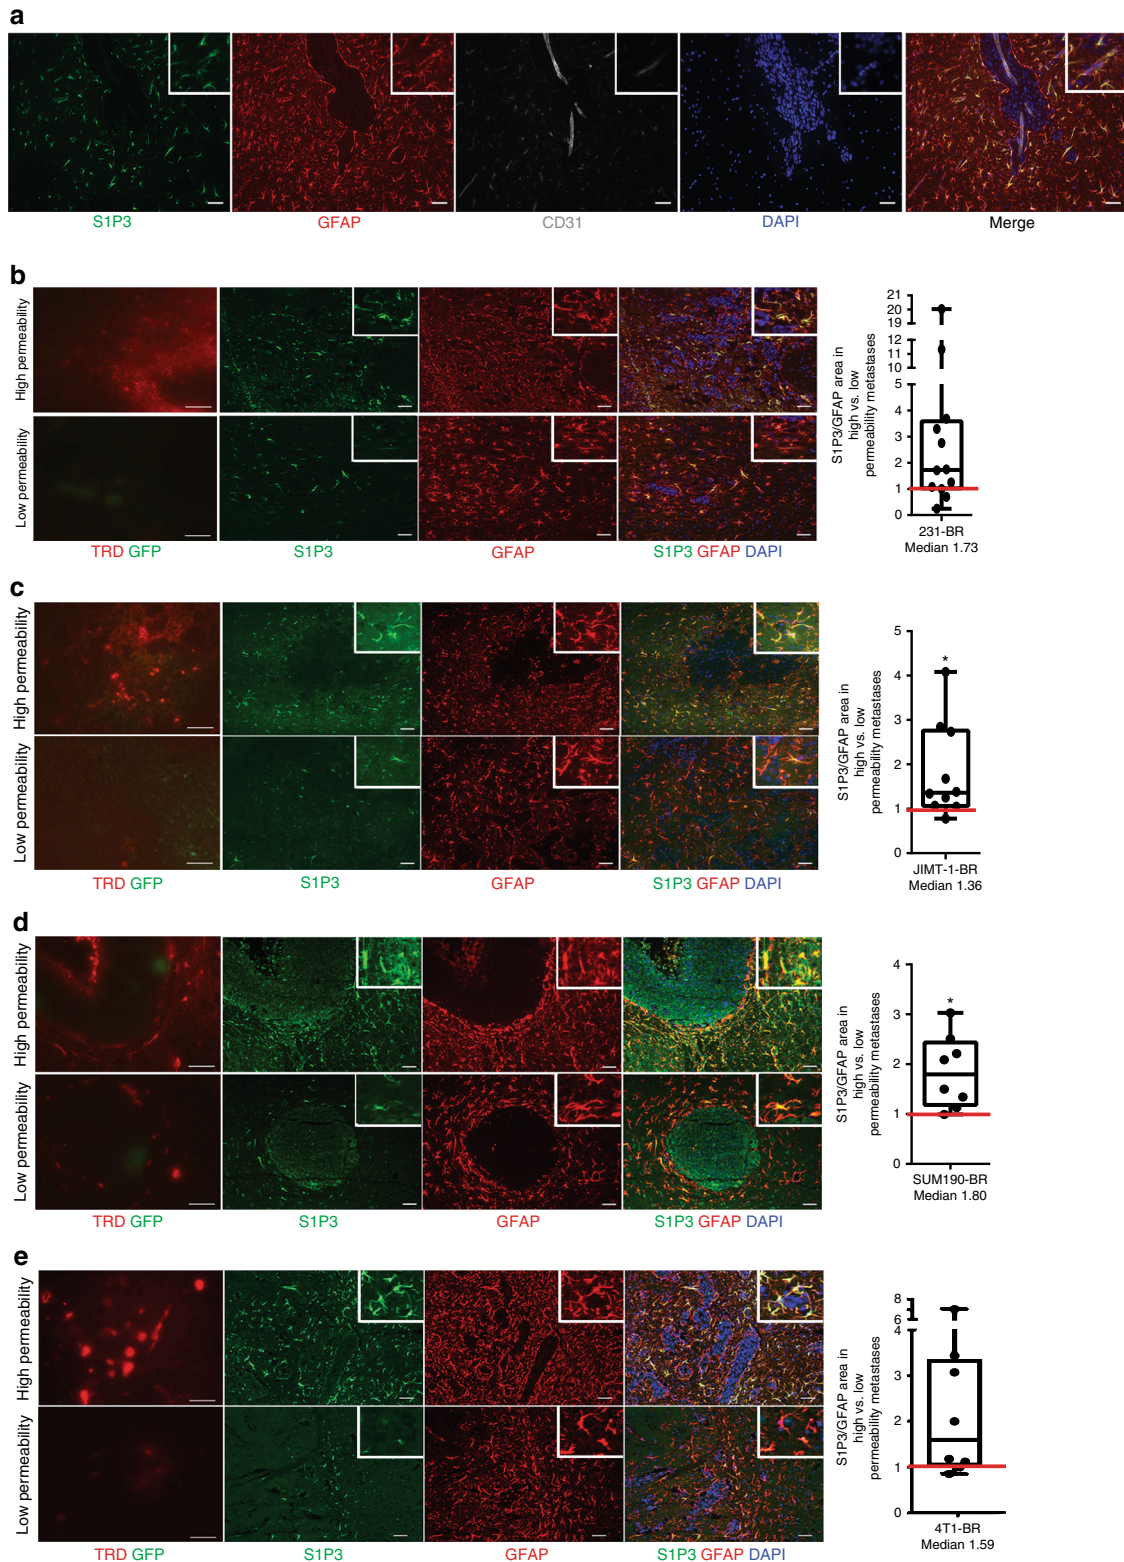 a
S1P3 GFAP CD31 DAPI Merge
b
High permeability
Low permeability
TRD GFP S1P3 GFAP S1P3 GFAP DAPI
S1P3/GFAP area in
high vs. low
permeability metastases
21
20
19
12
11
10
5
4
3
2
1
0
231-BR
Median 1.73
c
High permeability
Low permeability
TRD GFP S1P3 GFAP S1P3 GFAP DAPI
S1P3/GFAP area in
high vs. low
permeability metastases
5
4
3
2
1
0
*
JIMT-1-BR
Median 1.36
d
High permeability
Low permeability
TRD GFP S1P3 GFAP S1P3 GFAP DAPI
S1P3/GFAP area in
high vs. low
permeability metastases
4
3
2
1
0
*
SUM190-BR
Median 1.80
e
High permeability
Low permeability
TRD GFP S1P3 GFAP S1P3 GFAP DAPI
S1P3/GFAP area in
high vs. low
permeability metastases
8
6
4
3
2
1
0
4T1-BR
Median 1.59